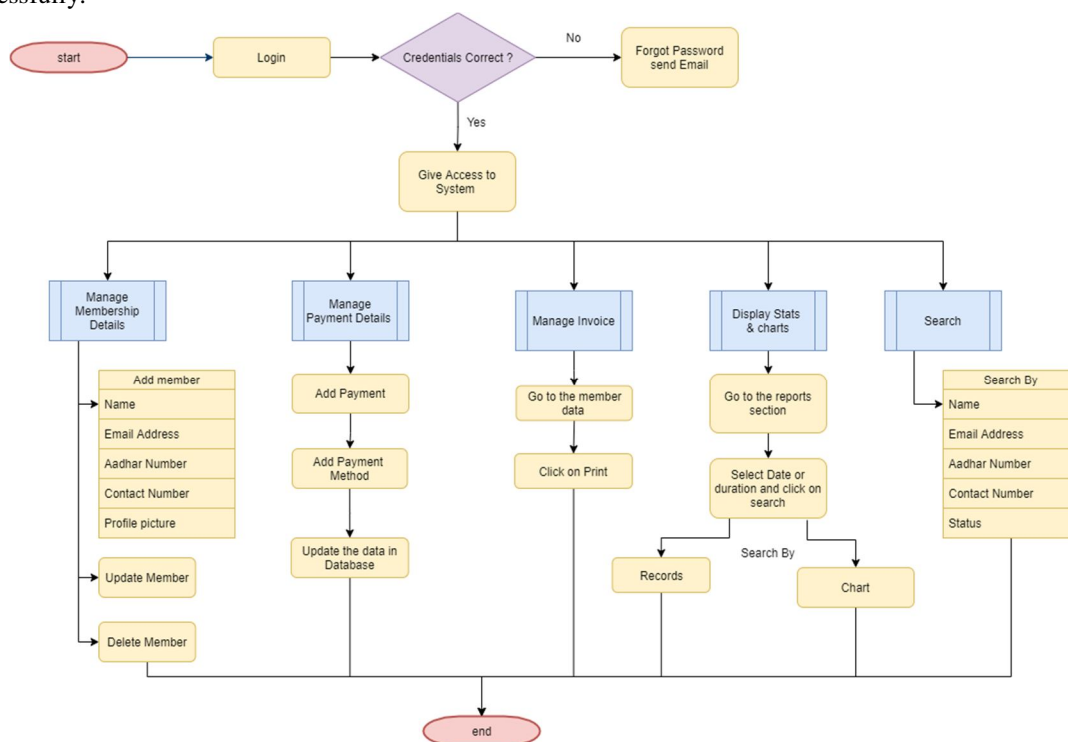 essfully.
start
Login
Credentials Correct ?
No
Forgot Password
send Email
Yes
Give Access to
System
Manage
Membership
Details
Manage
Payment Details
Manage Invoice
Display Stats
& charts
Search
Add member
Name
Email Address
Aadhar Number
Contact Number
Profile picture
Update Member
Delete Member
Add Payment
Add Payment
Method
Update the data in
Database
Go to the member
data
Click on Print
Go to the reports
section
Select Date or
duration and click on
search
Search By
Records
Chart
Search By
Name
Email Address
Aadhar Number
Contact Number
Status
end